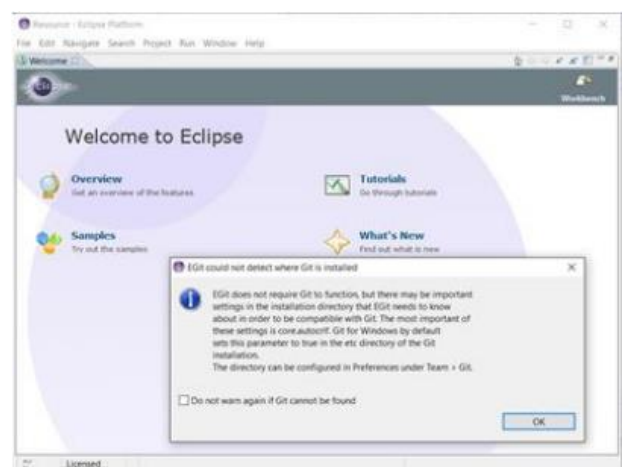 Resource - Eclipse Platform
File Edit Navigate Search Project Run Window Help
Welcome
Workbench
Welcome to Eclipse
Overview
Get an overview of the features
Tutorials
Go through tutorials
Samples
Try out the samples
What's New
Find out what is new
EGit could not detect where Git is installed
EGit does not require Git to function, but there may be important
settings in the installation directory that EGit needs to know
about in order to be compatible with Git. The most important of
these settings is core.autocrlf. Git for Windows by default
sets this parameter to true in the etc directory of the Git
installation.
The directory can be configured in Preferences under Team > Git.
Do not warn again if Git cannot be found
OK
Licensed